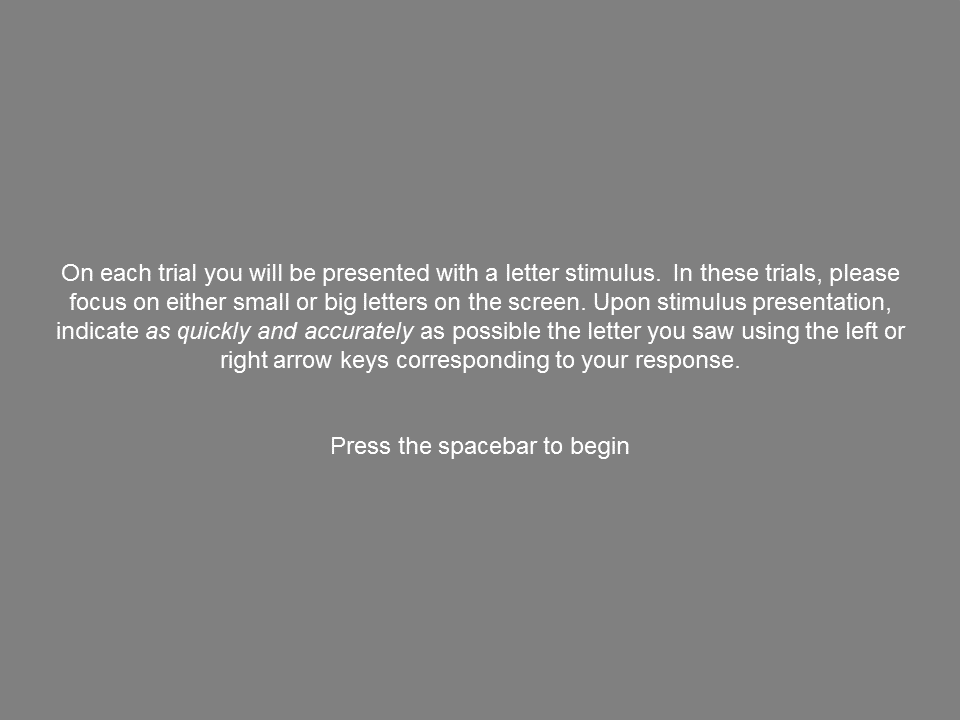 On each trial you will be presented with a letter stimulus.  In these trials, please
focus on either small or big letters on the screen. Upon stimulus presentation,
indicate as quickly and accurately as possible the letter you saw using the left or
right arrow keys corresponding to your response.
Press the spacebar to begin